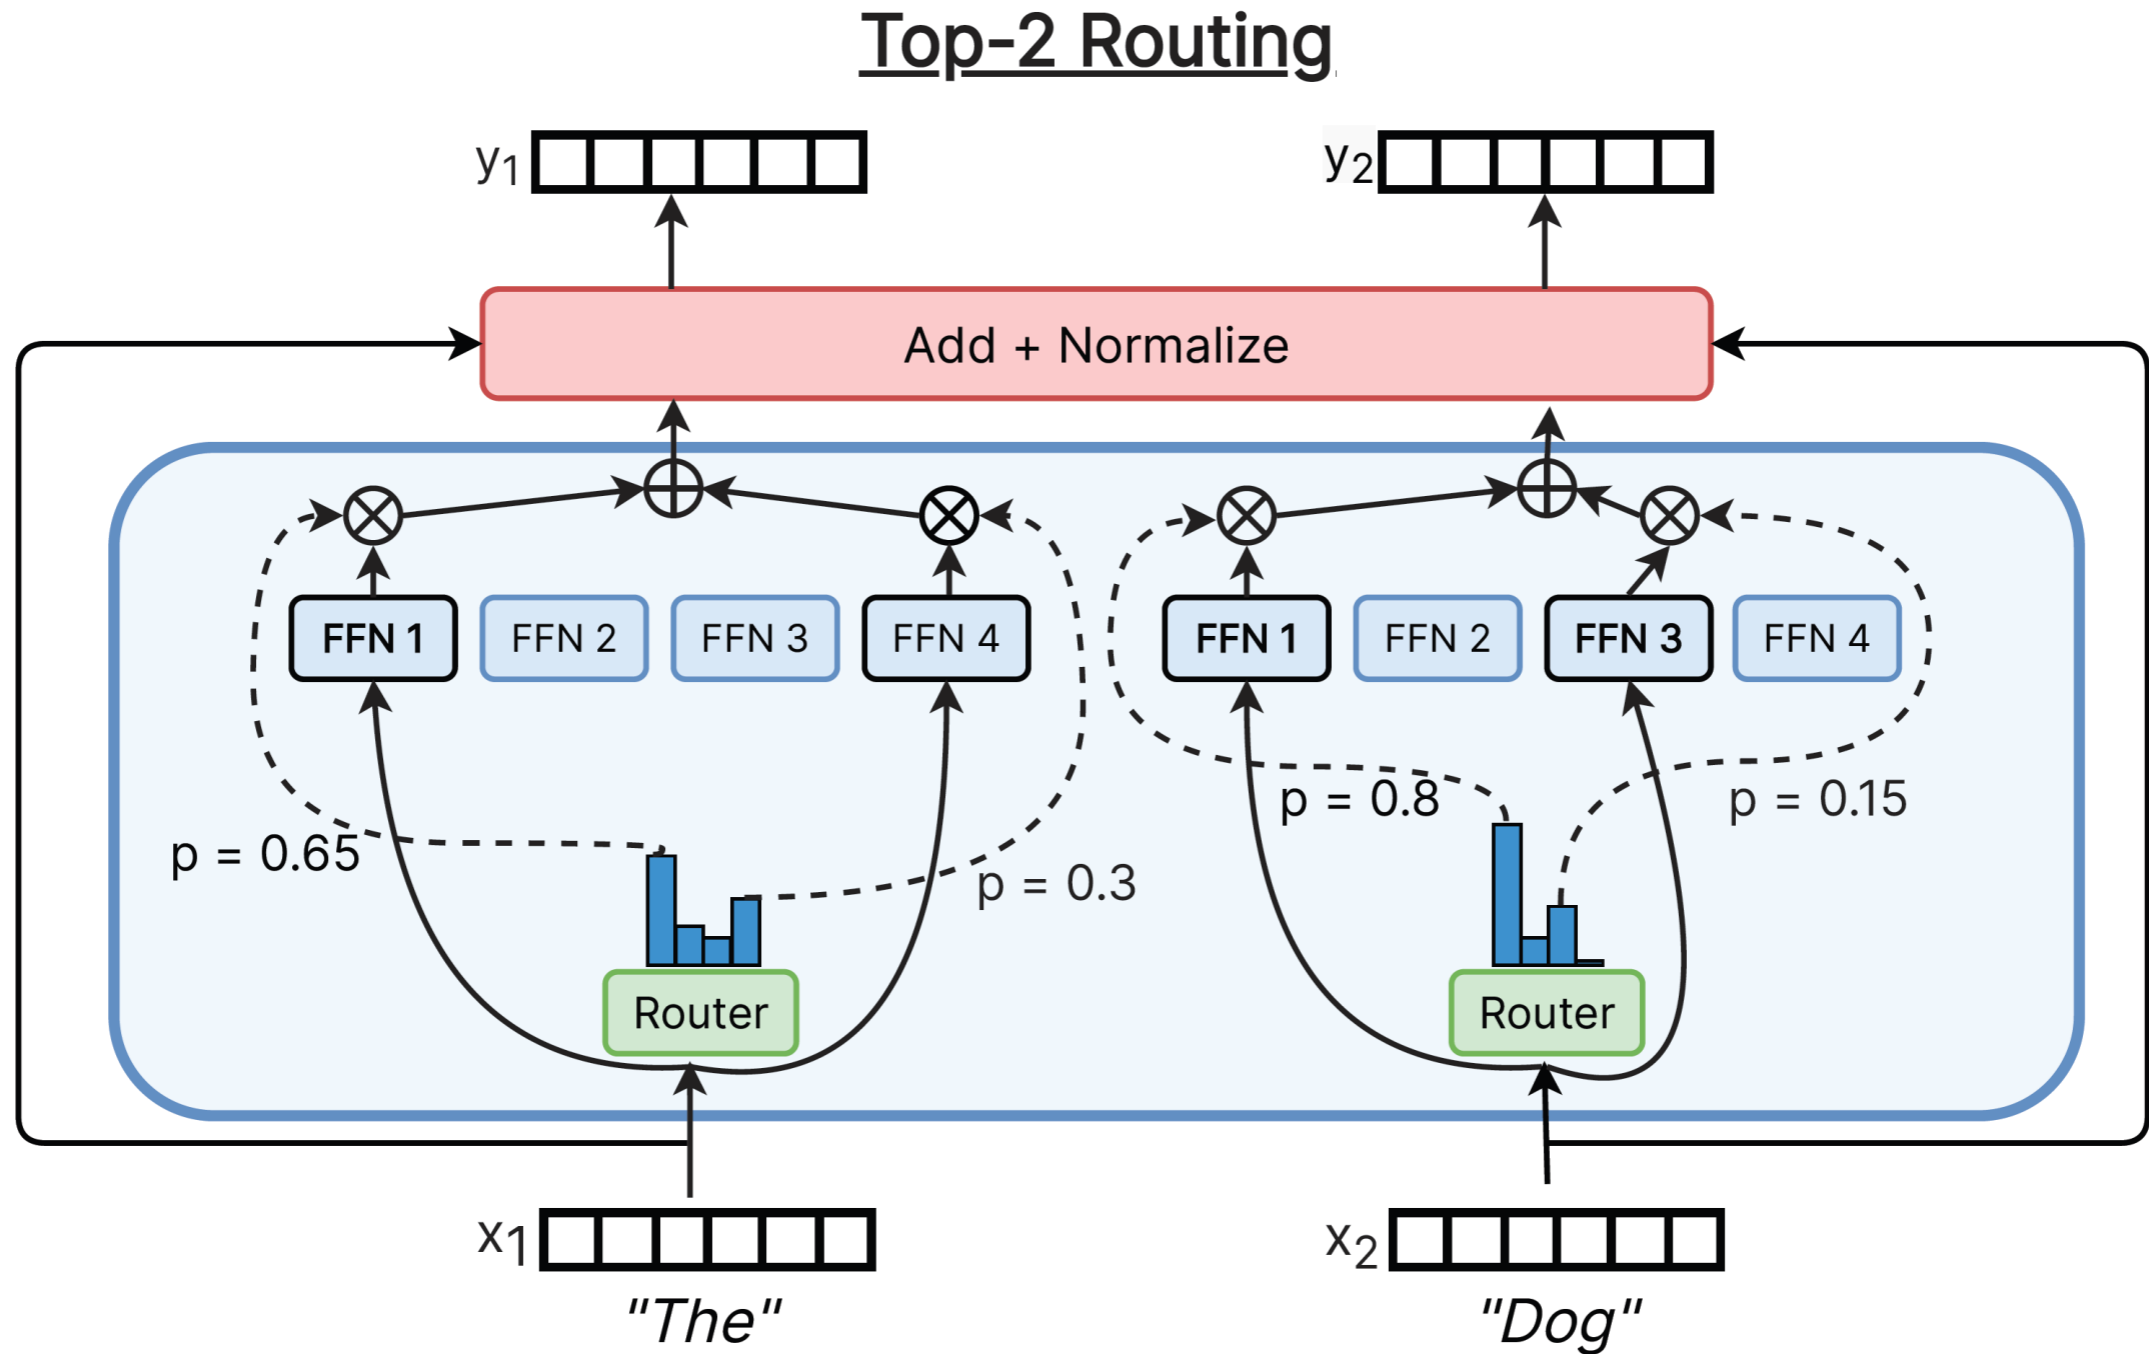 Top-2 Routing
y1
y2
Add + Normalize
FFN 1
FFN 2
FFN 3
FFN 4
FFN 1
FFN 2
FFN 3
FFN 4
p = 0.65
p = 0.3
p = 0.8
p = 0.15
Router
Router
x1
x2
"The"
"Dog"